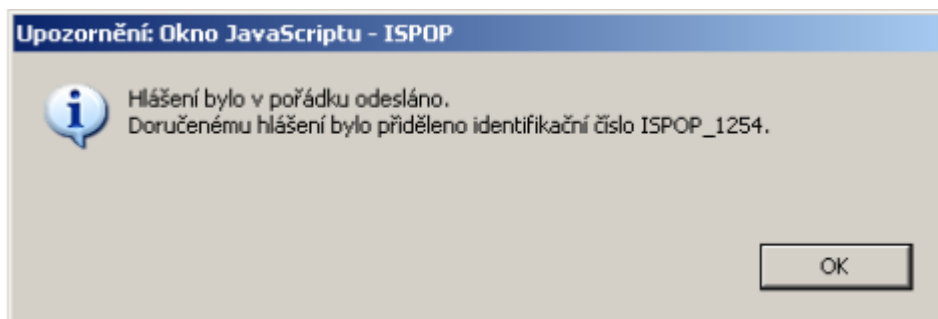 Upozornění: Okno JavaScriptu - ISPOP
Hlášení bylo v pořádku odesláno.
Doručenému hlášení bylo přiděleno identifikační číslo ISPOP_1254.
OK